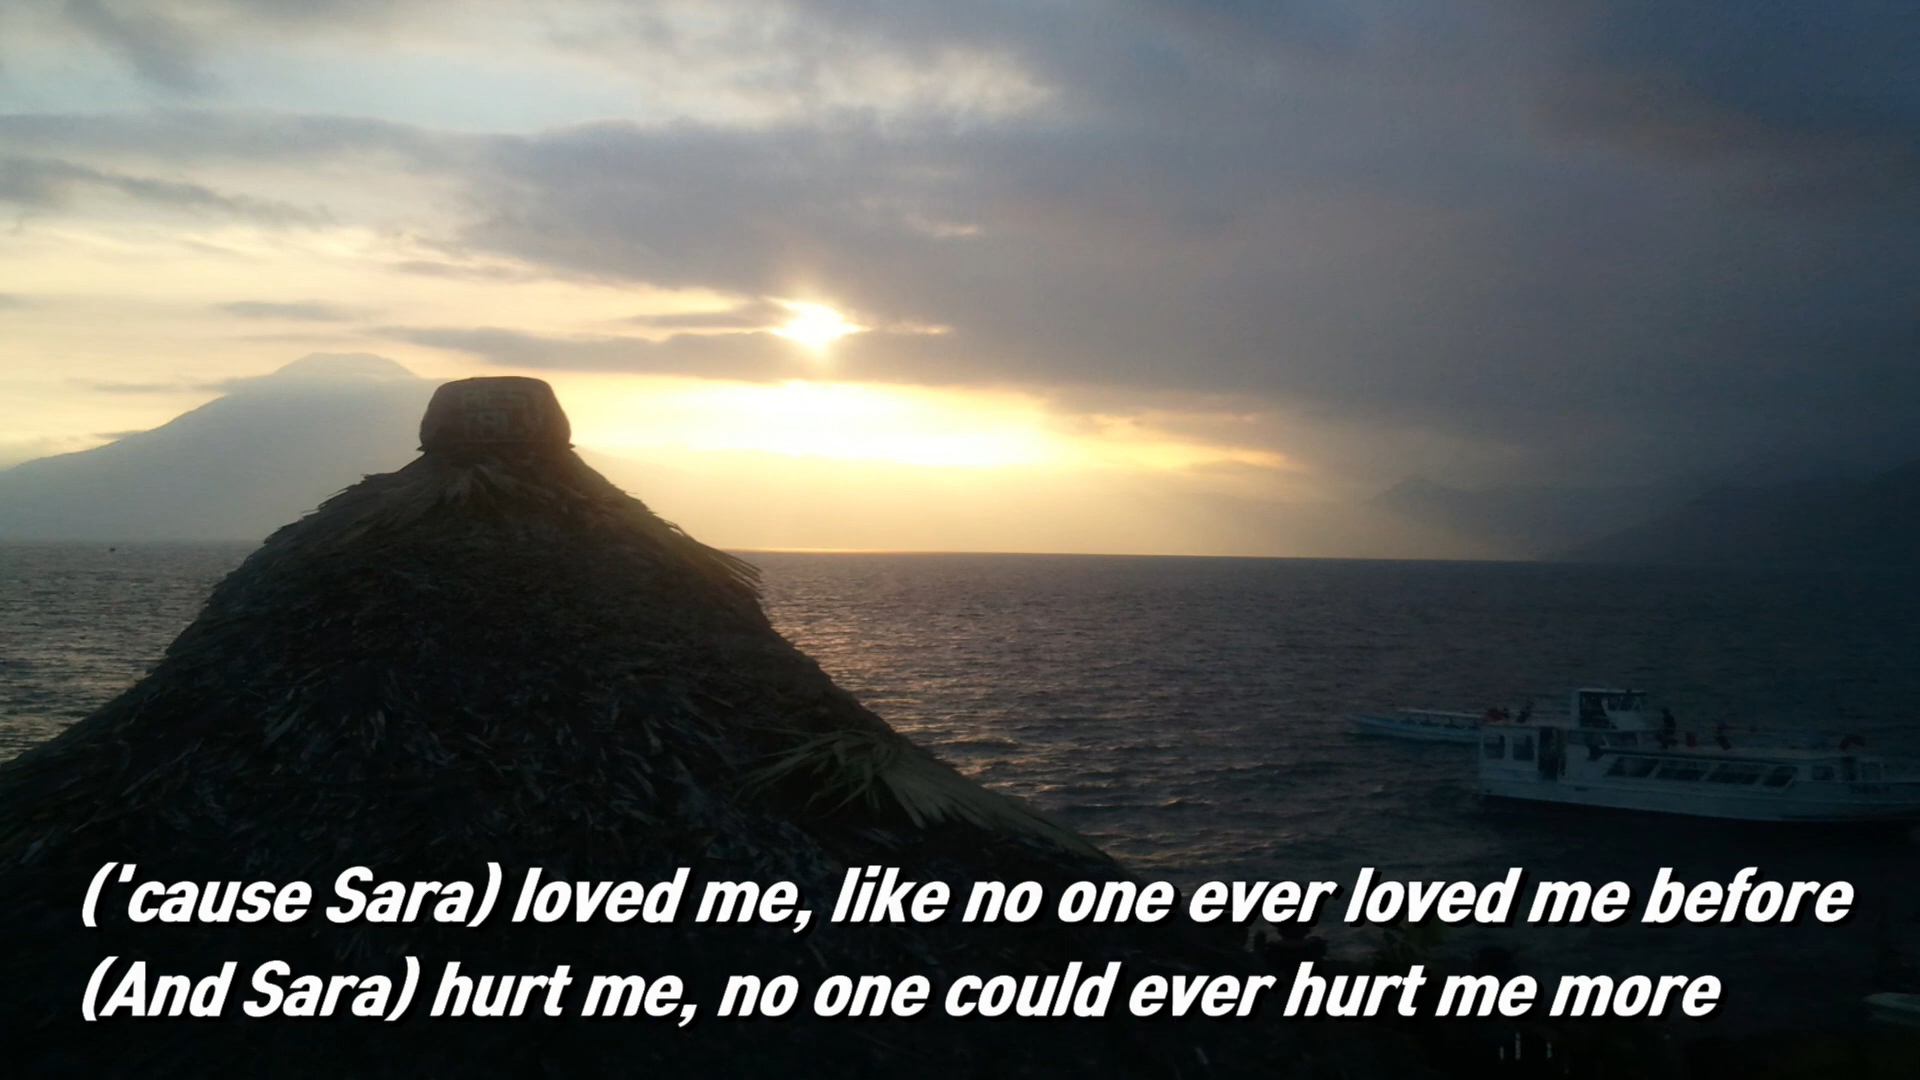 ('cause Sara) loved me, like no one ever loved me before
(And Sara) hurt me, no one could ever hurt me more